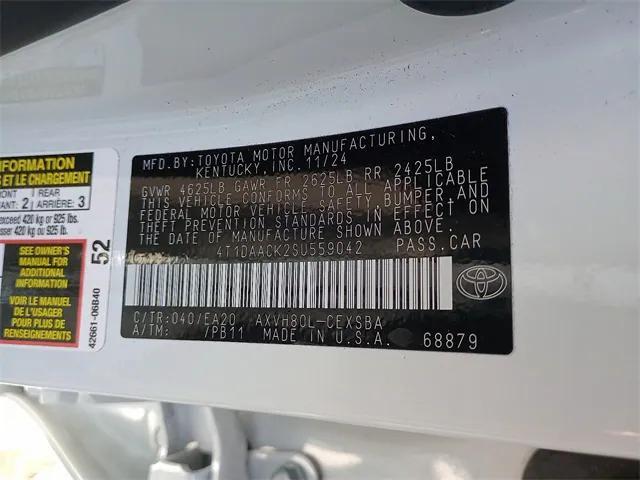 MFD.BY:TOYOTA MOTOR MANUFACTURING,
KENTUCKY, INC. 11/24
GVWR 4625LB GAWR FR 2625LB RR 2425LB
THIS VEHICLE CONFORMS TO ALL APPLICABLE
FEDERAL MOTOR VEHICLE SAFETY,BUMPER,AND
THEFT PREVENTION STANDARDS IN EFFECT ON
THE DATE OF MANUFACTURE SHOWN ABOVE.
4T1DAACK2SU559042 PASS.CAR
C/TR:040/EA20 AXVH80L-CEXSBA
A/TM: /PB11 MADE IN U.S.A. 68879
INFORMATION
ET LE CHARGEMENT
REAR
2 ARRIÈRE: 3
exceed 420 kg or 925 lbs.
420 kg ou 925 lb.
SEE OWNER'S
MANUAL FOR
ADDITIONAL
INFORMATION
VOIR LE MANUEL
DE L'USAGER
POUR PLUS DE
RENSEIGNEMENTS
52
42661-06B40